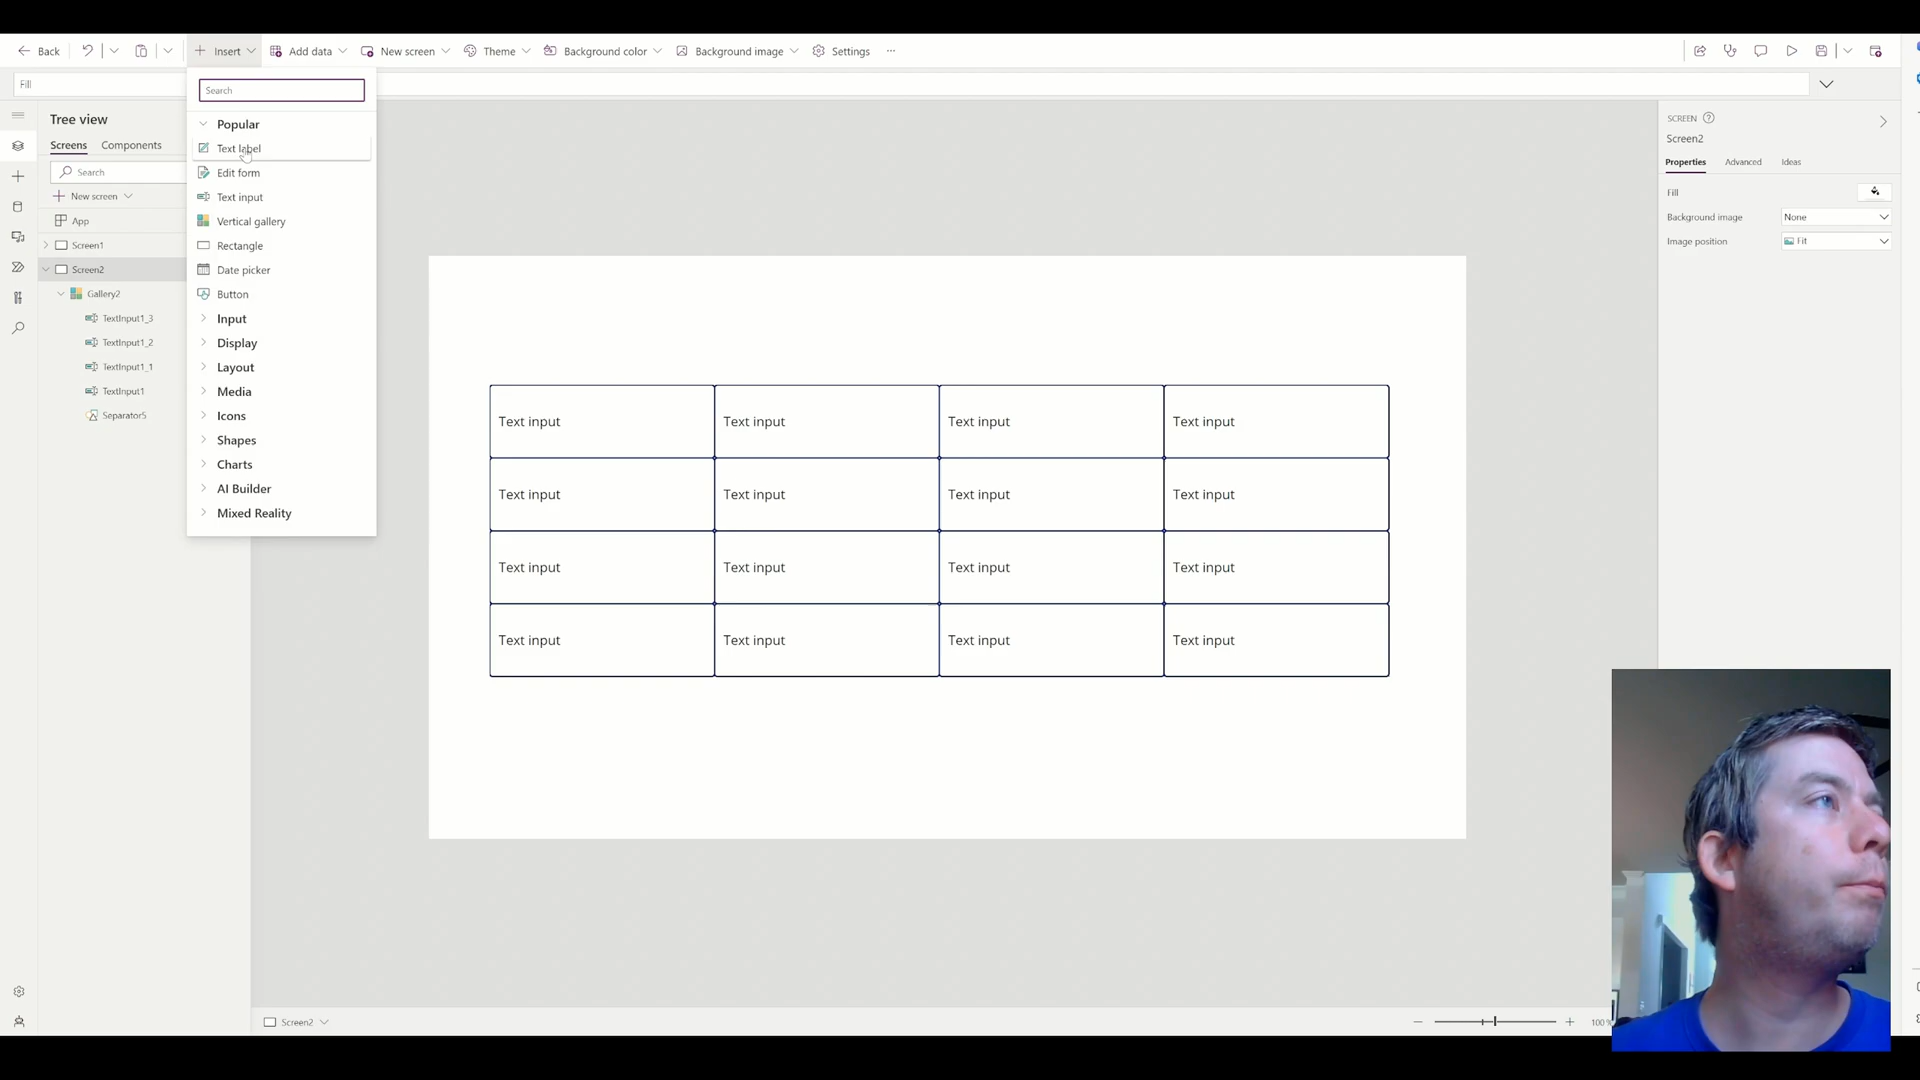 Back
Insert
Add data
New screen
Theme
Background color
Background image
Settings
Fill
Search
Tree view
Screens
Components
Search
New screen
App
Screen1
Screen2
Gallery2
TextInput1_3
TextInput1_2
TextInput1_1
TextInput1
Separator5
Popular
Text label
Edit form
Text input
Vertical gallery
Rectangle
Date picker
Button
Input
Display
Layout
Media
Icons
Shapes
Charts
AI Builder
Mixed Reality
Text input Text input Text input Text input
Text input Text input Text input Text input
Text input Text input Text input Text input
Text input Text input Text input Text input
SCREEN
Screen2
Properties Advanced Ideas
Fill
Background image None
Image position Fit
Screen2
100 %